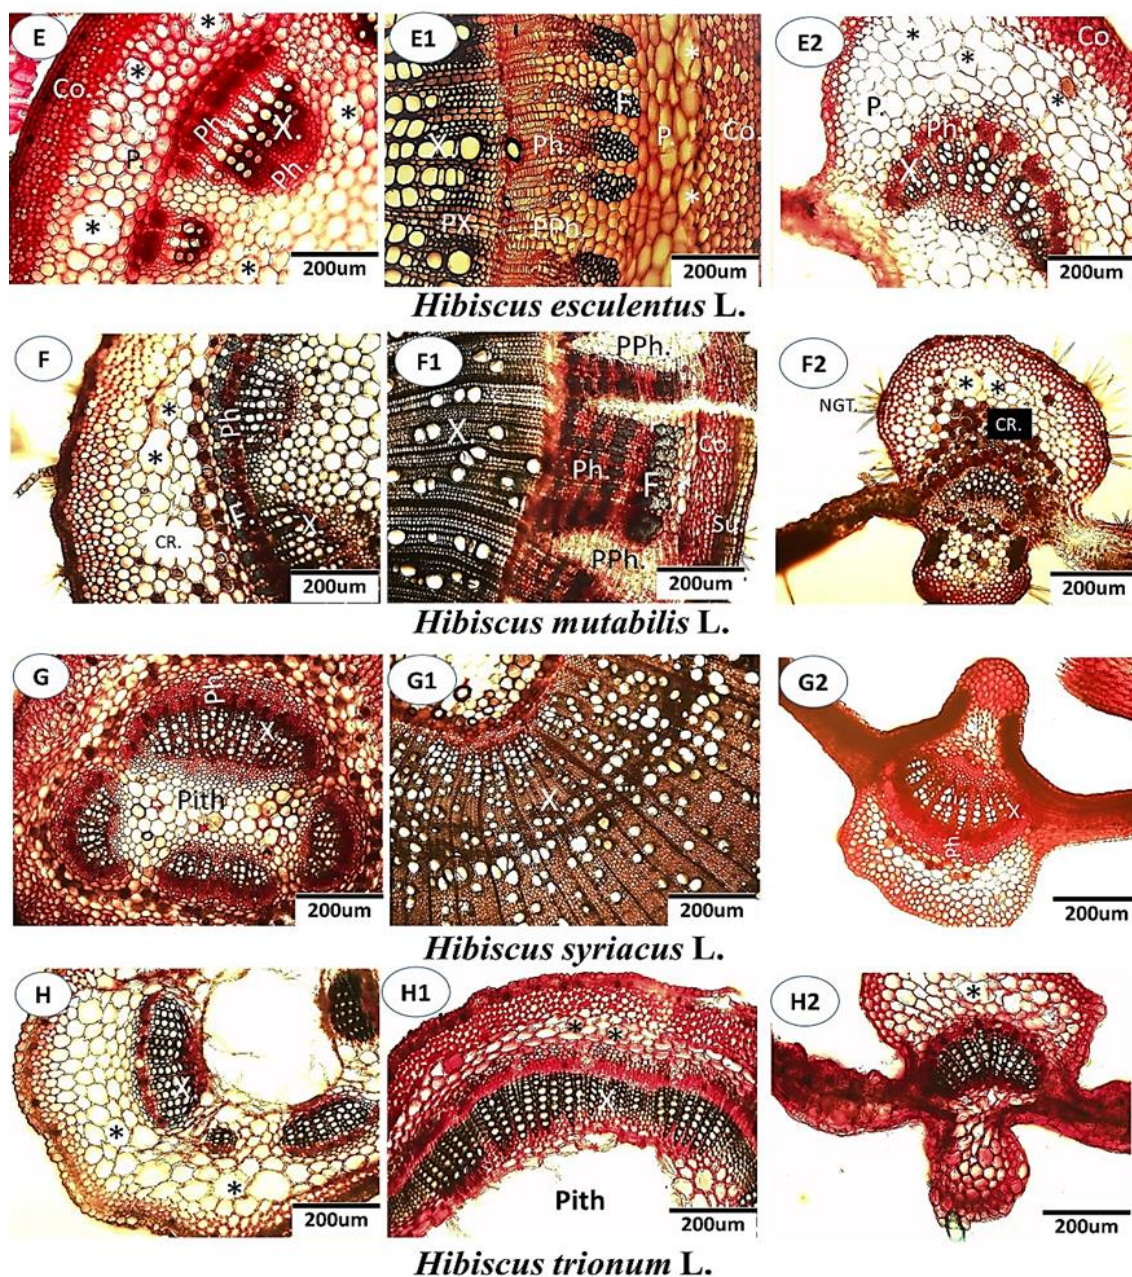 E
Co.
*
*
Ph.
X.
P.
*
Ph.
*
*
200um
E1
*
F.
X.
Ph.
P.
Co.
*
PX.
PPh.
200um
E2
*
*
Co.
*
P.
Ph.
X
200um
Hibiscus esculentus L.
F
*
Ph
*
F.
CR.
X
200um
F1
PPh.
X
Co.
Ph.
F
*
Su.
PPh.
200um
F2
* *
NGT.
CR.
200um
Hibiscus mutabilis L.
G
Ph
X
Pith
200um
G1
X
200um
G2
X
Ph
200um
Hibiscus syriacus L.
H
X
*
*
200um
H1
* *
X
Pith
200um
H2
*
200um
Hibiscus trionum L.